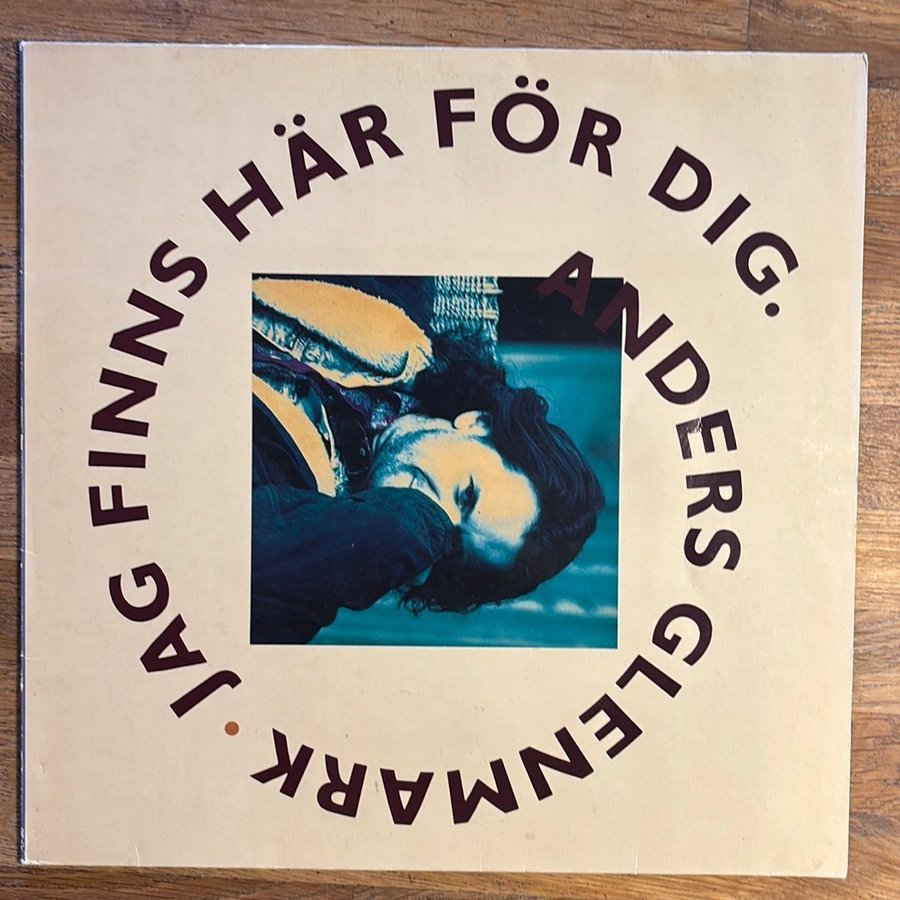 JAG FINNS HÄR FÖR DIG.
ANDERS GLENMARK •